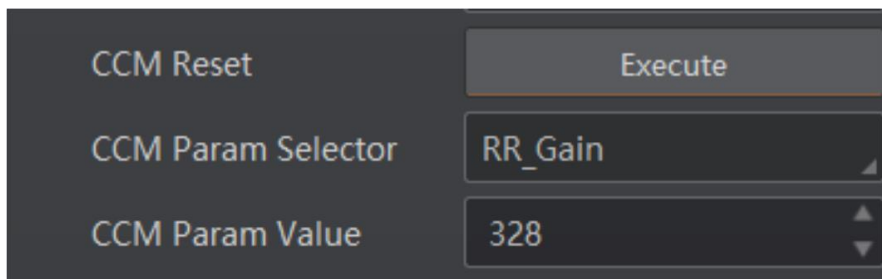 CCM Reset Execute
CCM Param Selector RR_Gain
CCM Param Value 328